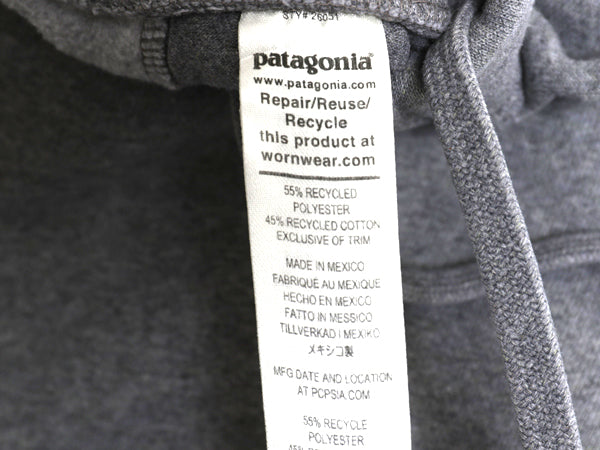 STY# 26051
patagonia®
www.patagonia.com
Repair/Reuse/
Recycle
this product at
wornwear.com
55% RECYCLED
POLYESTER
45% RECYCLED COTTON
EXCLUSIVE OF TRIM
MADE IN MEXICO
FABRIQUÉ AU MEXIQUE
HECHO EN MEXICO
FATTO IN MESSICO
TILLVERKAD I MEXIKO
メキシコ製
MFG DATE AND LOCATION
AT PCPSIA.COM
55% RECYCLE
POLYESTER